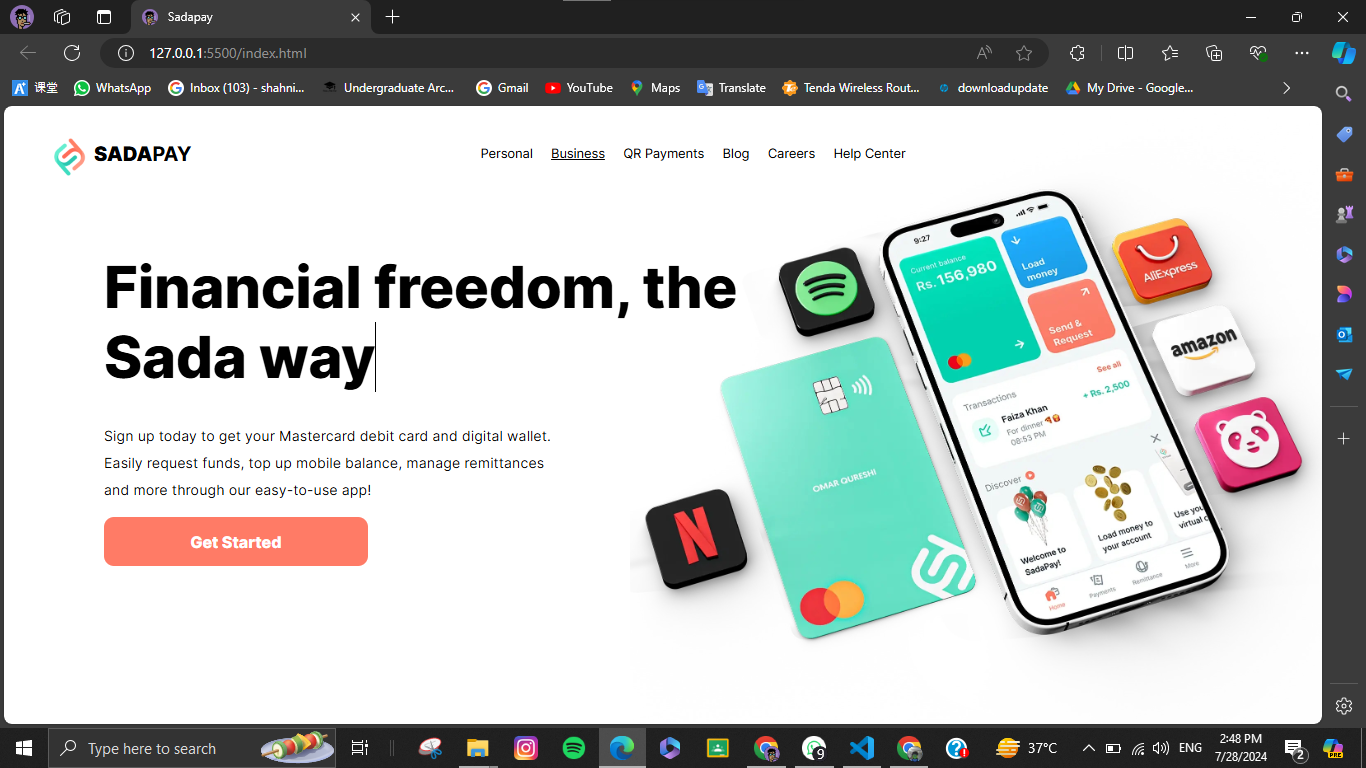 Sadapay
127.0.0.1:5500/index.html
课堂
WhatsApp
Inbox (103) - shahni...
Undergraduate Arc...
Gmail
YouTube
Maps
Translate
Tenda Wireless Rout...
downloadupdate
My Drive - Google...
SADAPAY
Personal
Business
QR Payments
Blog
Careers
Help Center
Financial freedom, the
Sada way
Sign up today to get your Mastercard debit card and digital wallet.
Easily request funds, top up mobile balance, manage remittances
and more through our easy-to-use app!
Get Started
OMAR QURESHI
9:27
Current balance
Rs. 156,980
Load
money
Send &
Request
See all
Transactions
Faiza Khan
+ Rs. 2,500
For dinner
08:53 PM
Discover
Welcome to
SadaPay!
Load money to
your account
Use you
virtual c
Home
Payments
Remittance
More
AliExpress
amazon
Type here to search
9
37°C
ENG
2:48 PM
7/28/2024
2
PRE